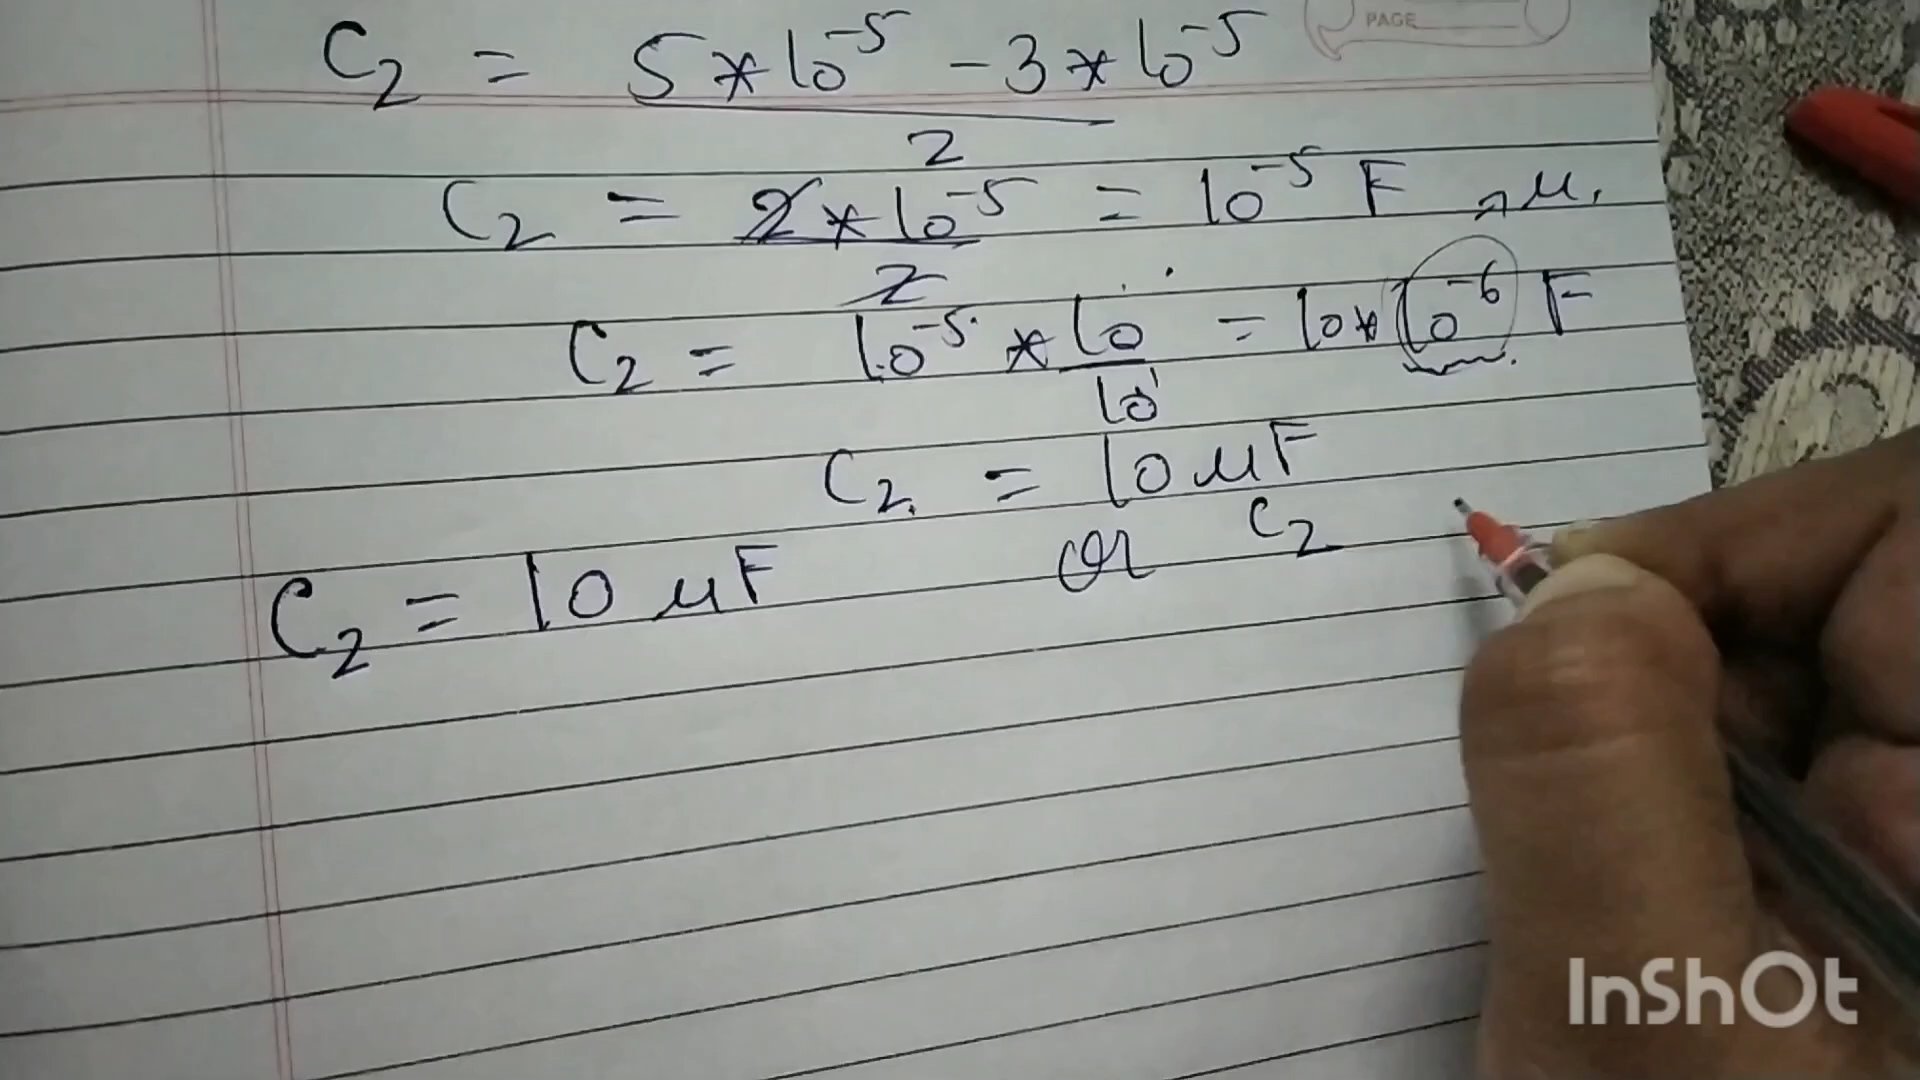 PAGE
C2 = 5*10^-5 - 3*10^-5
2
C2 = 2*10^-5 = 10^-5 F
2
C2 = 10^-5 * 10 = 10*10^-6 F
10^1
C2 = 10 μF
or C2
C2 = 10 μF
InShOt